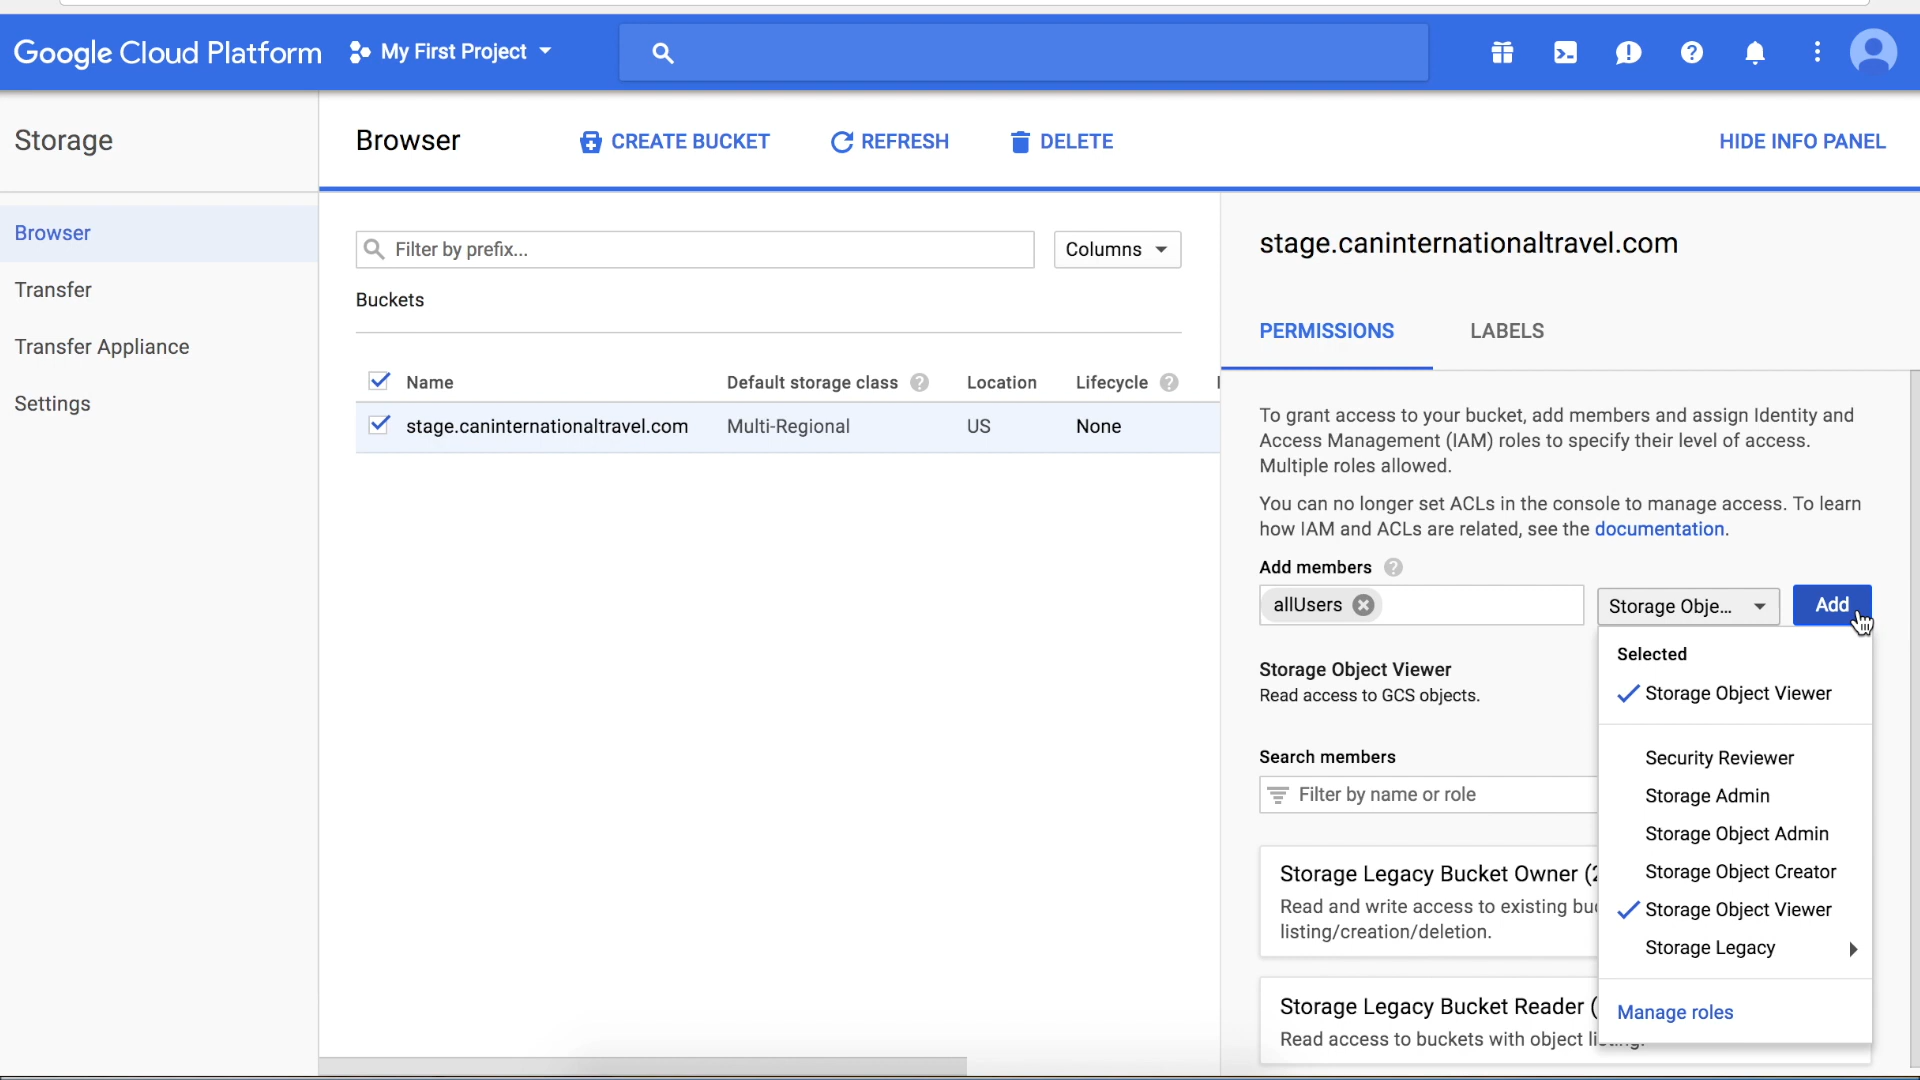 Google Cloud Platform
My First Project
Storage
Browser
CREATE BUCKET
REFRESH
DELETE
HIDE INFO PANEL
Browser
Transfer
Transfer Appliance
Settings
Filter by prefix...
Columns
Buckets
Name
Default storage class
Location
Lifecycle
stage.caninternationaltravel.com
Multi-Regional
US
None
stage.caninternationaltravel.com
PERMISSIONS
LABELS
To grant access to your bucket, add members and assign Identity and
Access Management (IAM) roles to specify their level of access.
Multiple roles allowed.
You can no longer set ACLs in the console to manage access. To learn
how IAM and ACLs are related, see the documentation.
Add members
allUsers
Storage Obje...
Add
Storage Object Viewer
Read access to GCS objects.
Search members
Filter by name or role
Storage Legacy Bucket Owner (2
Read and write access to existing
listing/creation/deletion.
Storage Legacy Bucket Reader (
Read access to buckets with object
Selected
Storage Object Viewer
Security Reviewer
Storage Admin
Storage Object Admin
Storage Object Creator
Storage Object Viewer
Storage Legacy
Manage roles